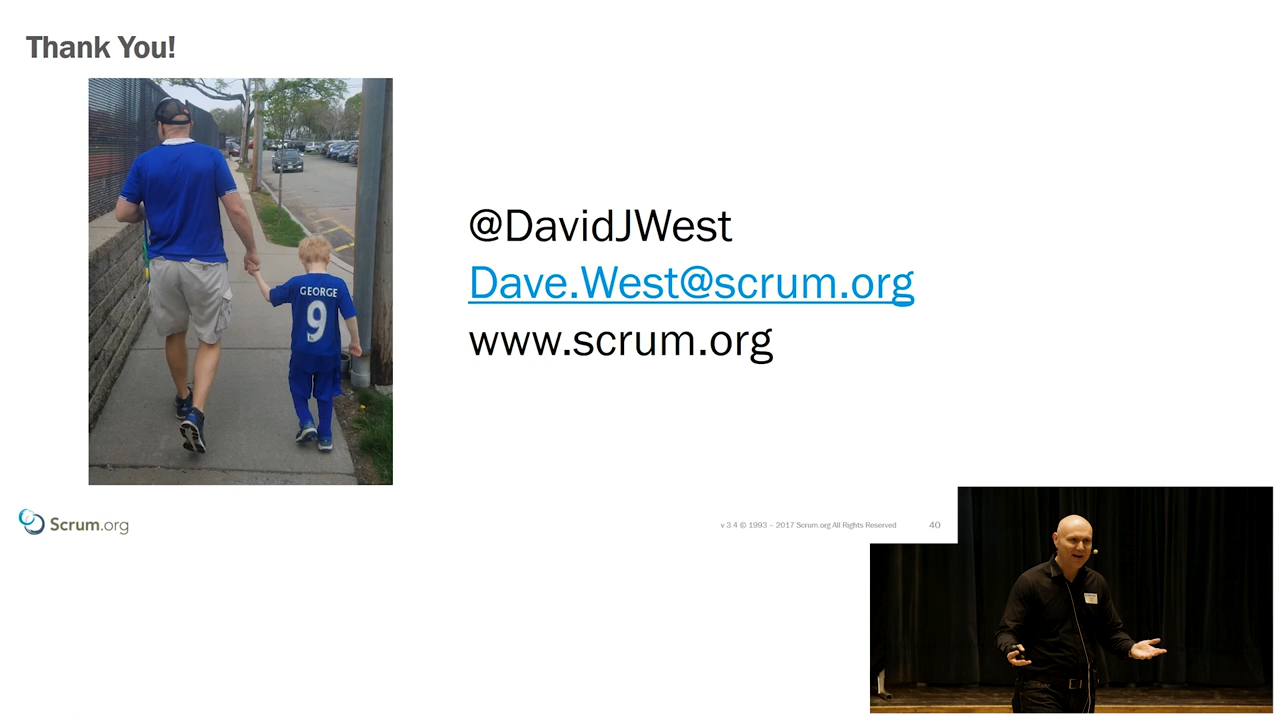 Thank You!
GEORGE
9
@DavidJWest
Dave.West@scrum.org
www.scrum.org
Scrum.org
v 3.4 © 1993 – 2017 Scrum.org All Rights Reserved
40